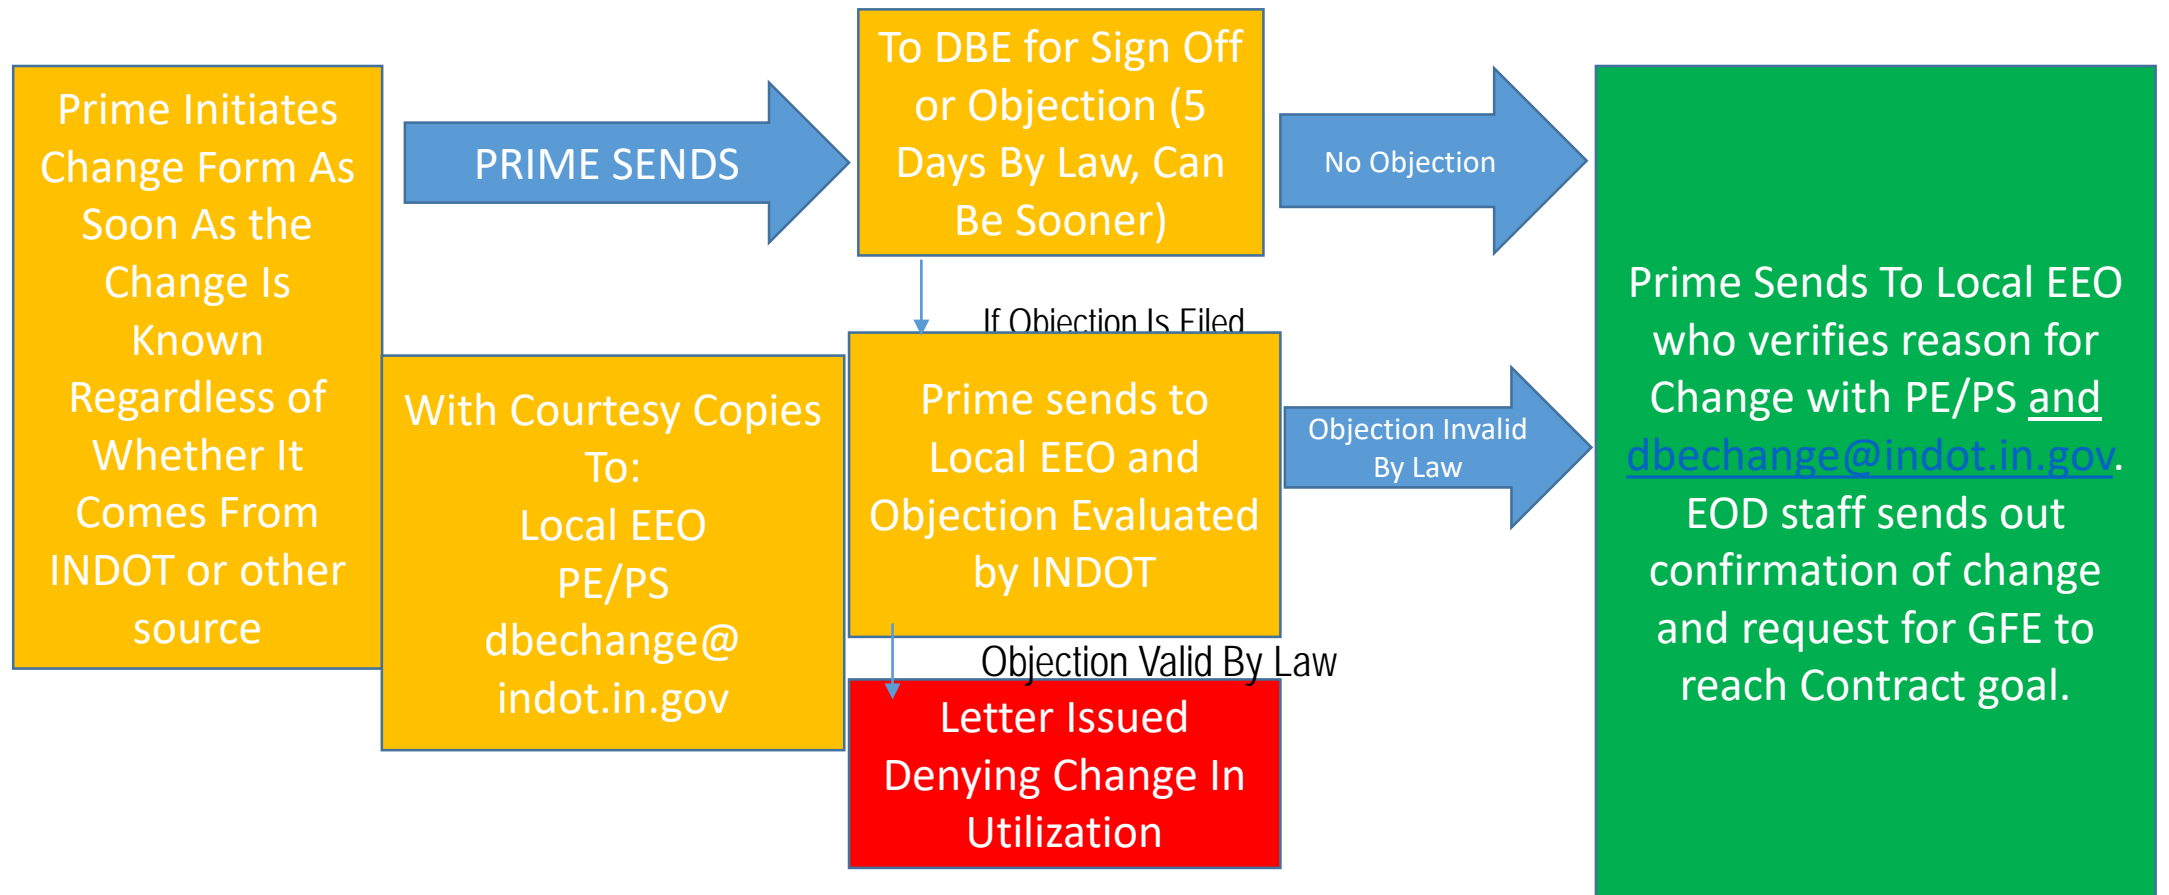 Prime Initiates
Change Form As
Soon As the
Change Is
Known
Regardless of
Whether It
Comes From
INDOT or other
source
PRIME SENDS
With Courtesy Copies
To:
Local EEO
PE/PS
dbechange@
indot.in.gov
To DBE for Sign Off
or Objection (5
Days By Law, Can
Be Sooner)
No Objection
If Objection Is Filed
Prime sends to
Local EEO and
Objection Evaluated
by INDOT
Objection Invalid
By Law
Objection Valid By Law
Letter Issued
Denying Change In
Utilization
Prime Sends To Local EEO
who verifies reason for
Change with PE/PS and
dbechange@indot.in.gov.
EOD staff sends out
confirmation of change
and request for GFE to
reach Contract goal.